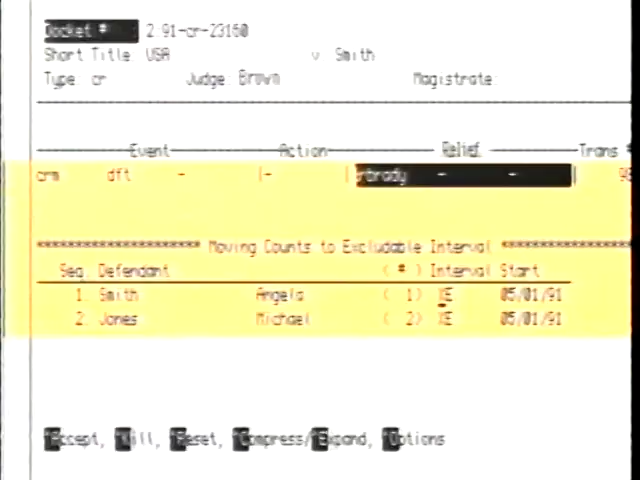 Docket # 2 91-cr-23160
Short Title: USA v Smith
Type: cr Judge: Brown Magistrate:
Event Action Relief Trans #
crm dft - - rbrady - -
Moving Counts to Excludable Interval
Seq. Defendant ( # ) Interval Start
1. Smith Angela ( 1) XE 05/01/91
2. Jones Michael ( 2) XE 05/01/91
^Accept, ^Kill, ^Reset, ^Compress/^Expand, ^Options